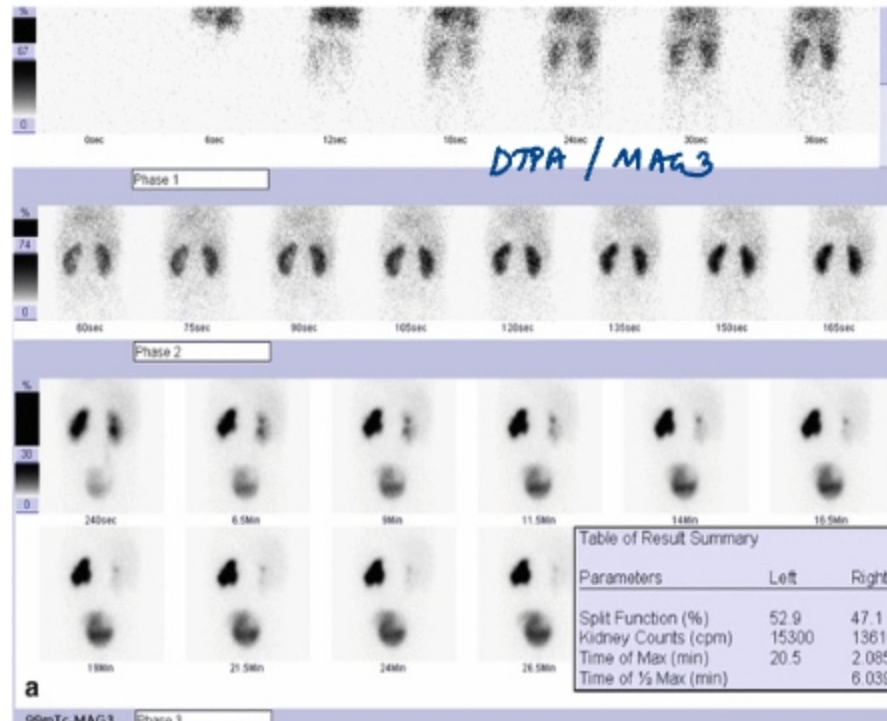 %
67
0
0sec 6sec 12sec 18sec 24sec 30sec 36sec
DTPA / MAG3
Phase 1
%
74
0
60sec 75sec 90sec 105sec 120sec 135sec 150sec 165sec
Phase 2
%
30
0
240sec 6.5Min 9Min 11.5Min 14Min 16.5Min
19Min 21.5Min 24Min 26.5Min
Table of Result Summary
Parameters Left Right
Split Function (%) 52.9 47.1
Kidney Counts (cpm) 15300 1361
Time of Max (min) 20.5 2.085
Time of ½ Max (min) 6.039
a
99mTc MAG3 Phase 3